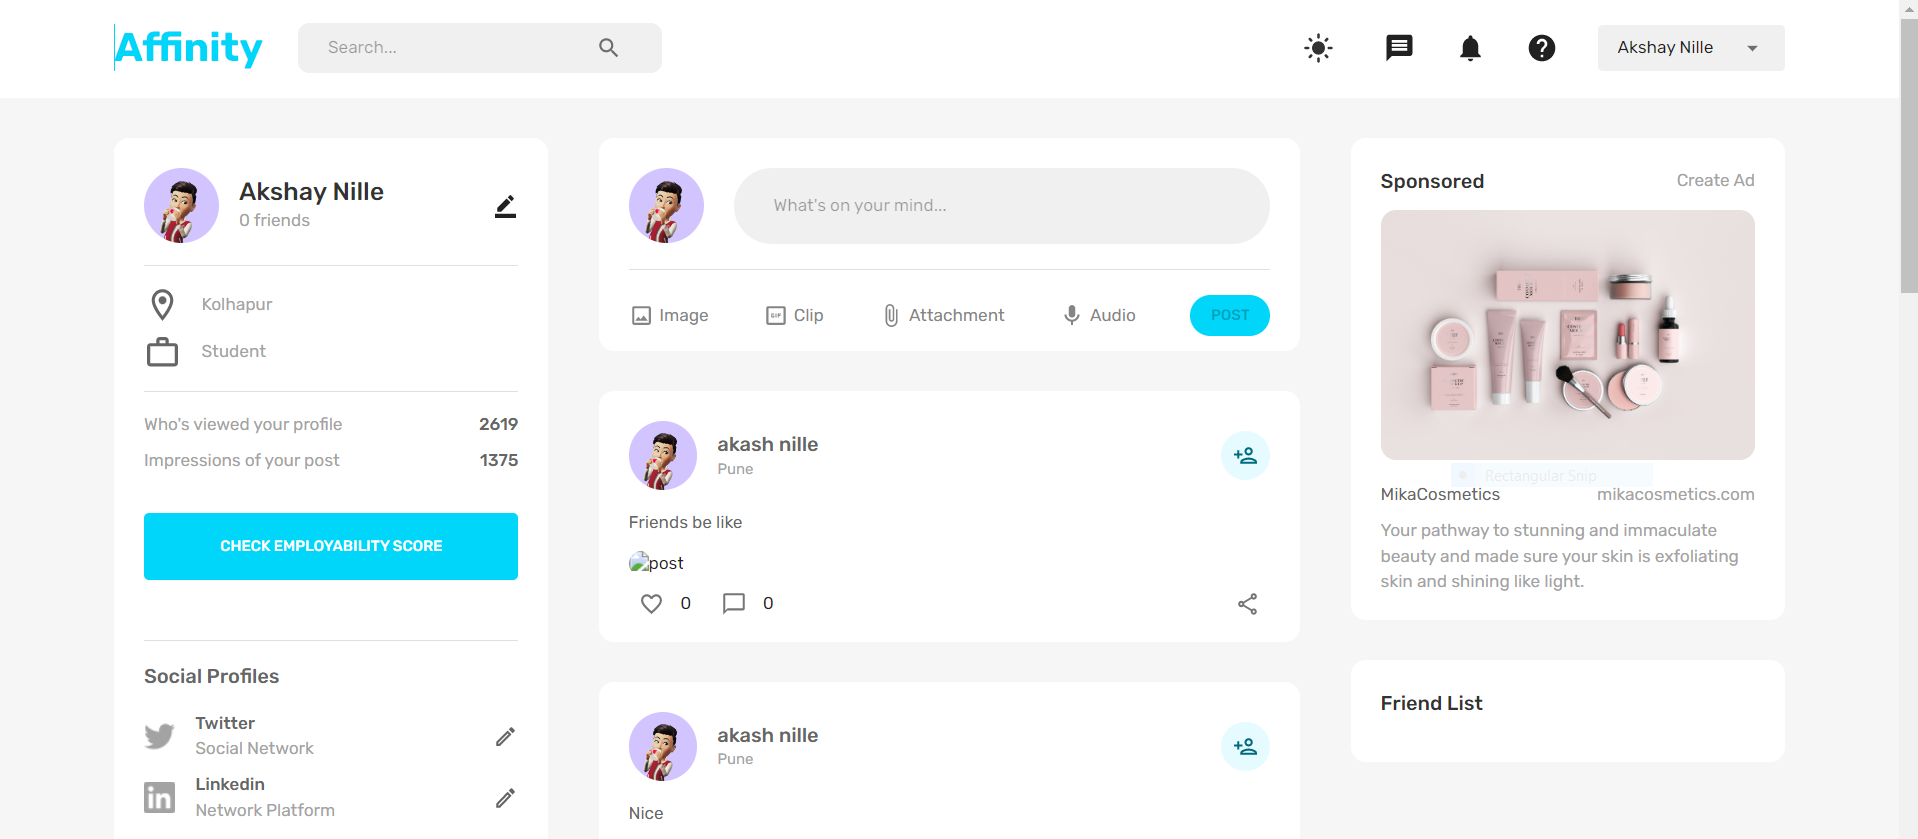 Affinity
Search...
Akshay Nille
Akshay Nille
0 friends
Kolhapur
Student
Who's viewed your profile 2619
Impressions of your post 1375
CHECK EMPLOYABILITY SCORE
Social Profiles
Twitter
Social Network
Linkedin
Network Platform
What's on your mind...
Image
GIF
Clip
Attachment
Audio
POST
akash nille
Pune
Friends be like
post
0
0
akash nille
Pune
Nice
Sponsored
Create Ad
Rectangular Snip
MikaCosmetics
mikacosmetics.com
Your pathway to stunning and immaculate
beauty and made sure your skin is exfoliating
skin and shining like light.
Friend List